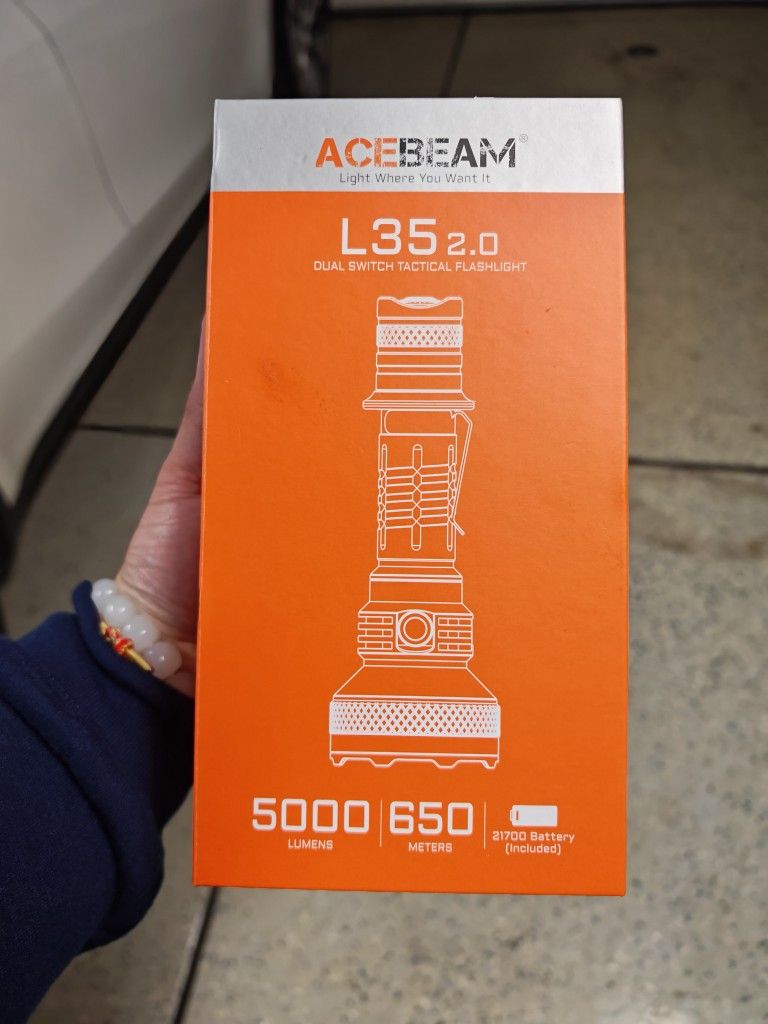 ACEBEAM®
Light Where You Want It
L35 2.0
DUAL SWITCH TACTICAL FLASHLIGHT
5000 650
LUMENS METERS
21700 Battery
(Included)